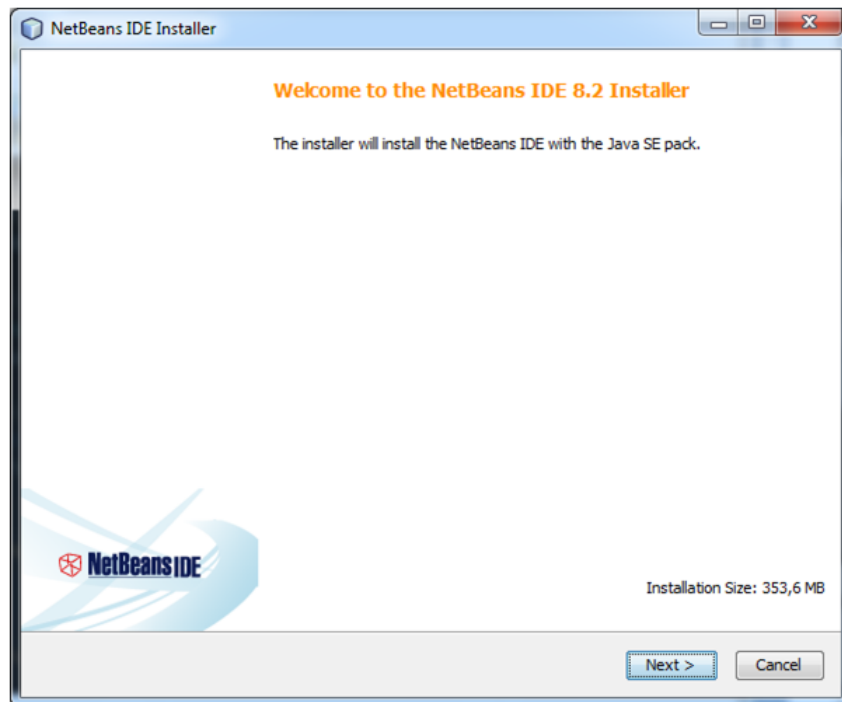 NetBeans IDE Installer
Welcome to the NetBeans IDE 8.2 Installer
The installer will install the NetBeans IDE with the Java SE pack.
NetBeans IDE
Installation Size: 353,6 MB
Next >
Cancel